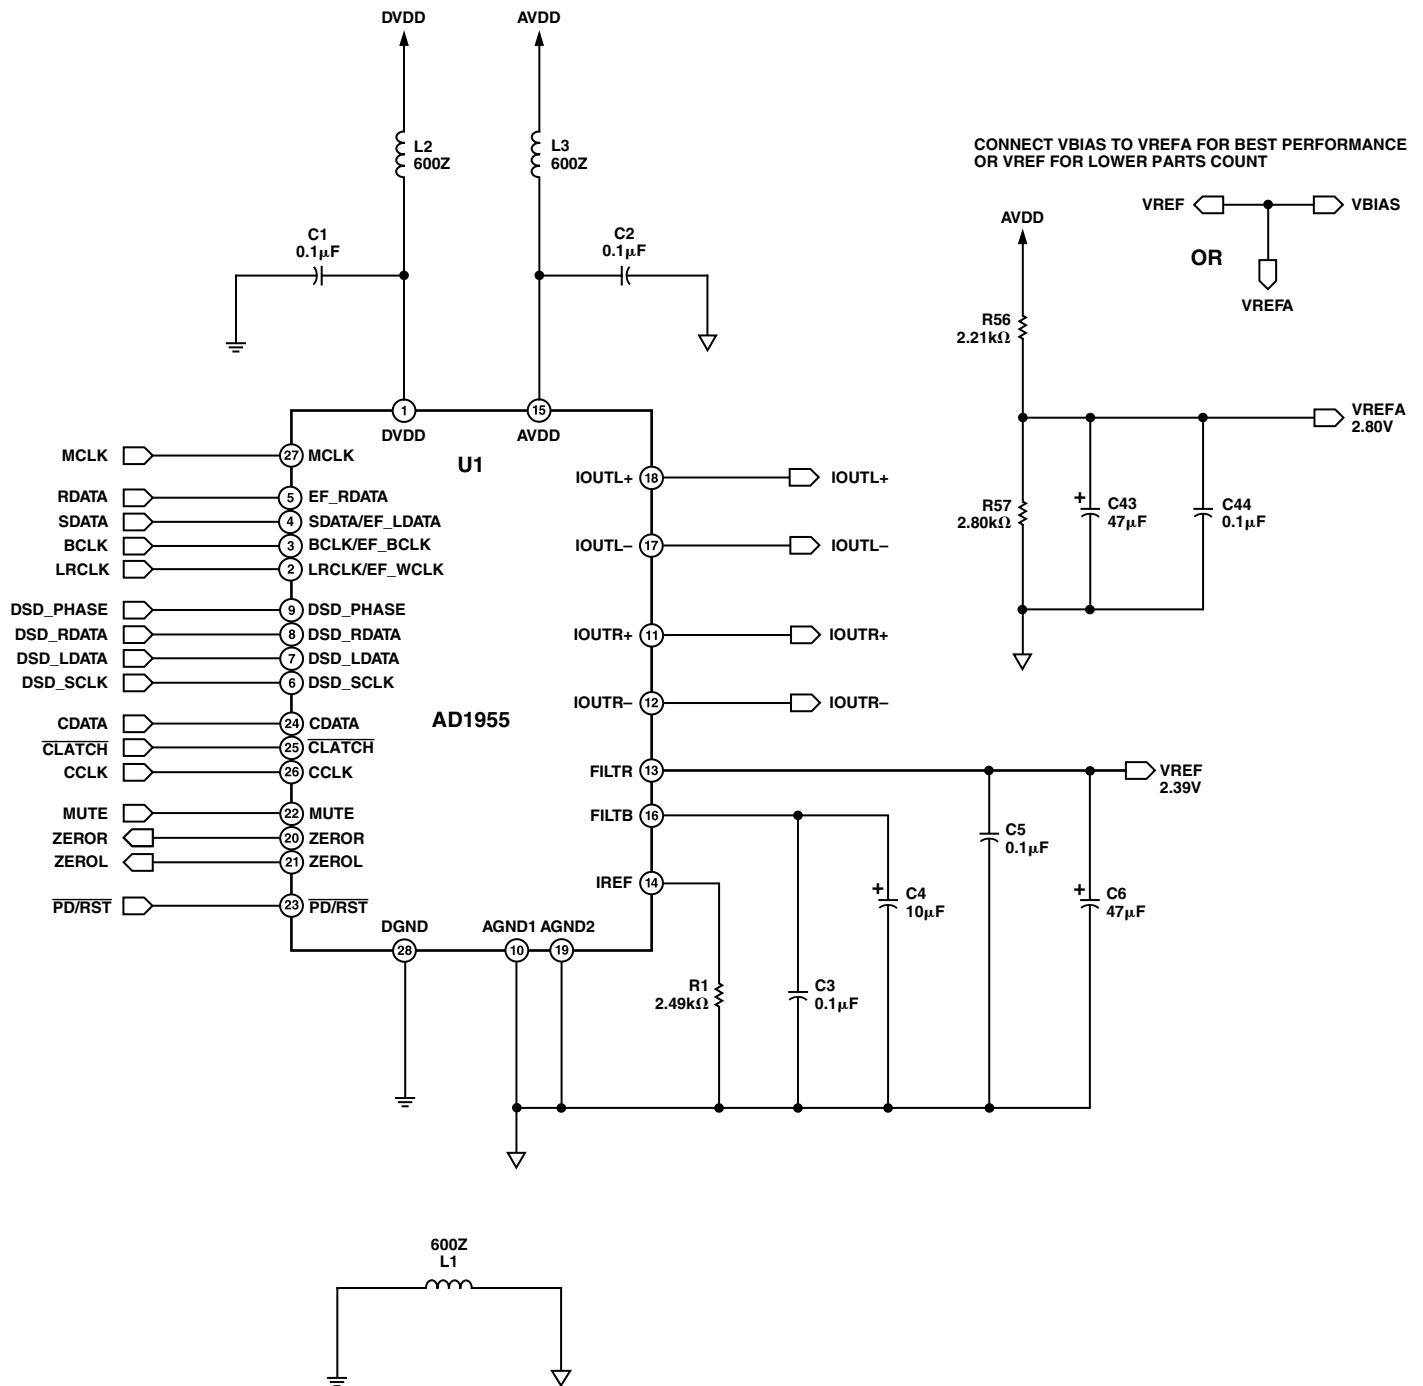 DVDD
AVDD
L2
600Z
L3
600Z
CONNECT VBIAS TO VREFA FOR BEST PERFORMANCE
OR VREF FOR LOWER PARTS COUNT
VREF
VBIAS
OR
VREFA
C1
0.1µF
C2
0.1µF
AVDD
R56
2.21kΩ
VREFA
2.80V
R57
2.80kΩ
+
C43
47µF
C44
0.1µF
1
DVDD
15
AVDD
U1
AD1955
MCLK
27
MCLK
RDATA
5
EF_RDATA
SDATA
4
SDATA/EF_LDATA
BCLK
3
BCLK/EF_BCLK
LRCLK
2
LRCLK/EF_WCLK
DSD_PHASE
9
DSD_PHASE
DSD_RDATA
8
DSD_RDATA
DSD_LDATA
7
DSD_LDATA
DSD_SCLK
6
DSD_SCLK
CDATA
24
CDATA
CLATCH
25
CLATCH
CCLK
26
CCLK
MUTE
22
MUTE
ZEROR
20
ZEROR
ZEROL
21
ZEROL
PD/RST
23
PD/RST
IOUTL+
18
IOUTL+
IOUTL–
17
IOUTL–
IOUTR+
11
IOUTR+
IOUTR–
12
IOUTR–
FILTR
13
VREF
2.39V
FILTB
16
IREF
14
DGND
28
AGND1
10
AGND2
19
R1
2.49kΩ
C3
0.1µF
+
C4
10µF
C5
0.1µF
+
C6
47µF
600Z
L1